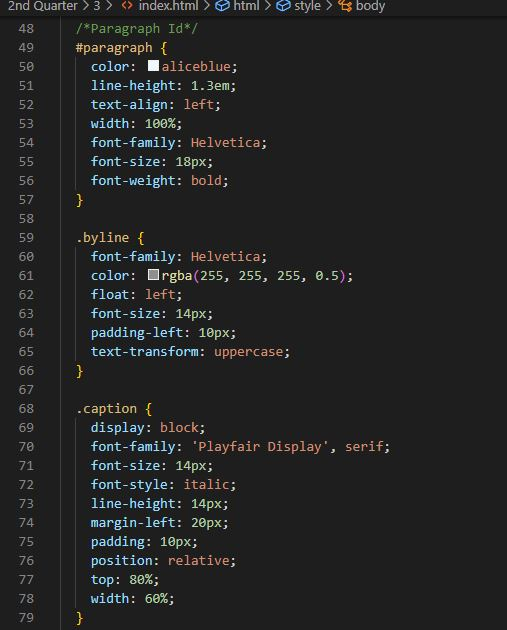 2nd Quarter > 3 > <> index.html > html > style > body
48 /*Paragraph Id*/
49 #paragraph {
50 color: aliceblue;
51 line-height: 1.3em;
52 text-align: left;
53 width: 100%;
54 font-family: Helvetica;
55 font-size: 18px;
56 font-weight: bold;
57 }
58
59 .byline {
60 font-family: Helvetica;
61 color: rgba(255, 255, 255, 0.5);
62 float: left;
63 font-size: 14px;
64 padding-left: 10px;
65 text-transform: uppercase;
66 }
67
68 .caption {
69 display: block;
70 font-family: 'Playfair Display', serif;
71 font-size: 14px;
72 font-style: italic;
73 line-height: 14px;
74 margin-left: 20px;
75 padding: 10px;
76 position: relative;
77 top: 80%;
78 width: 60%;
79 }